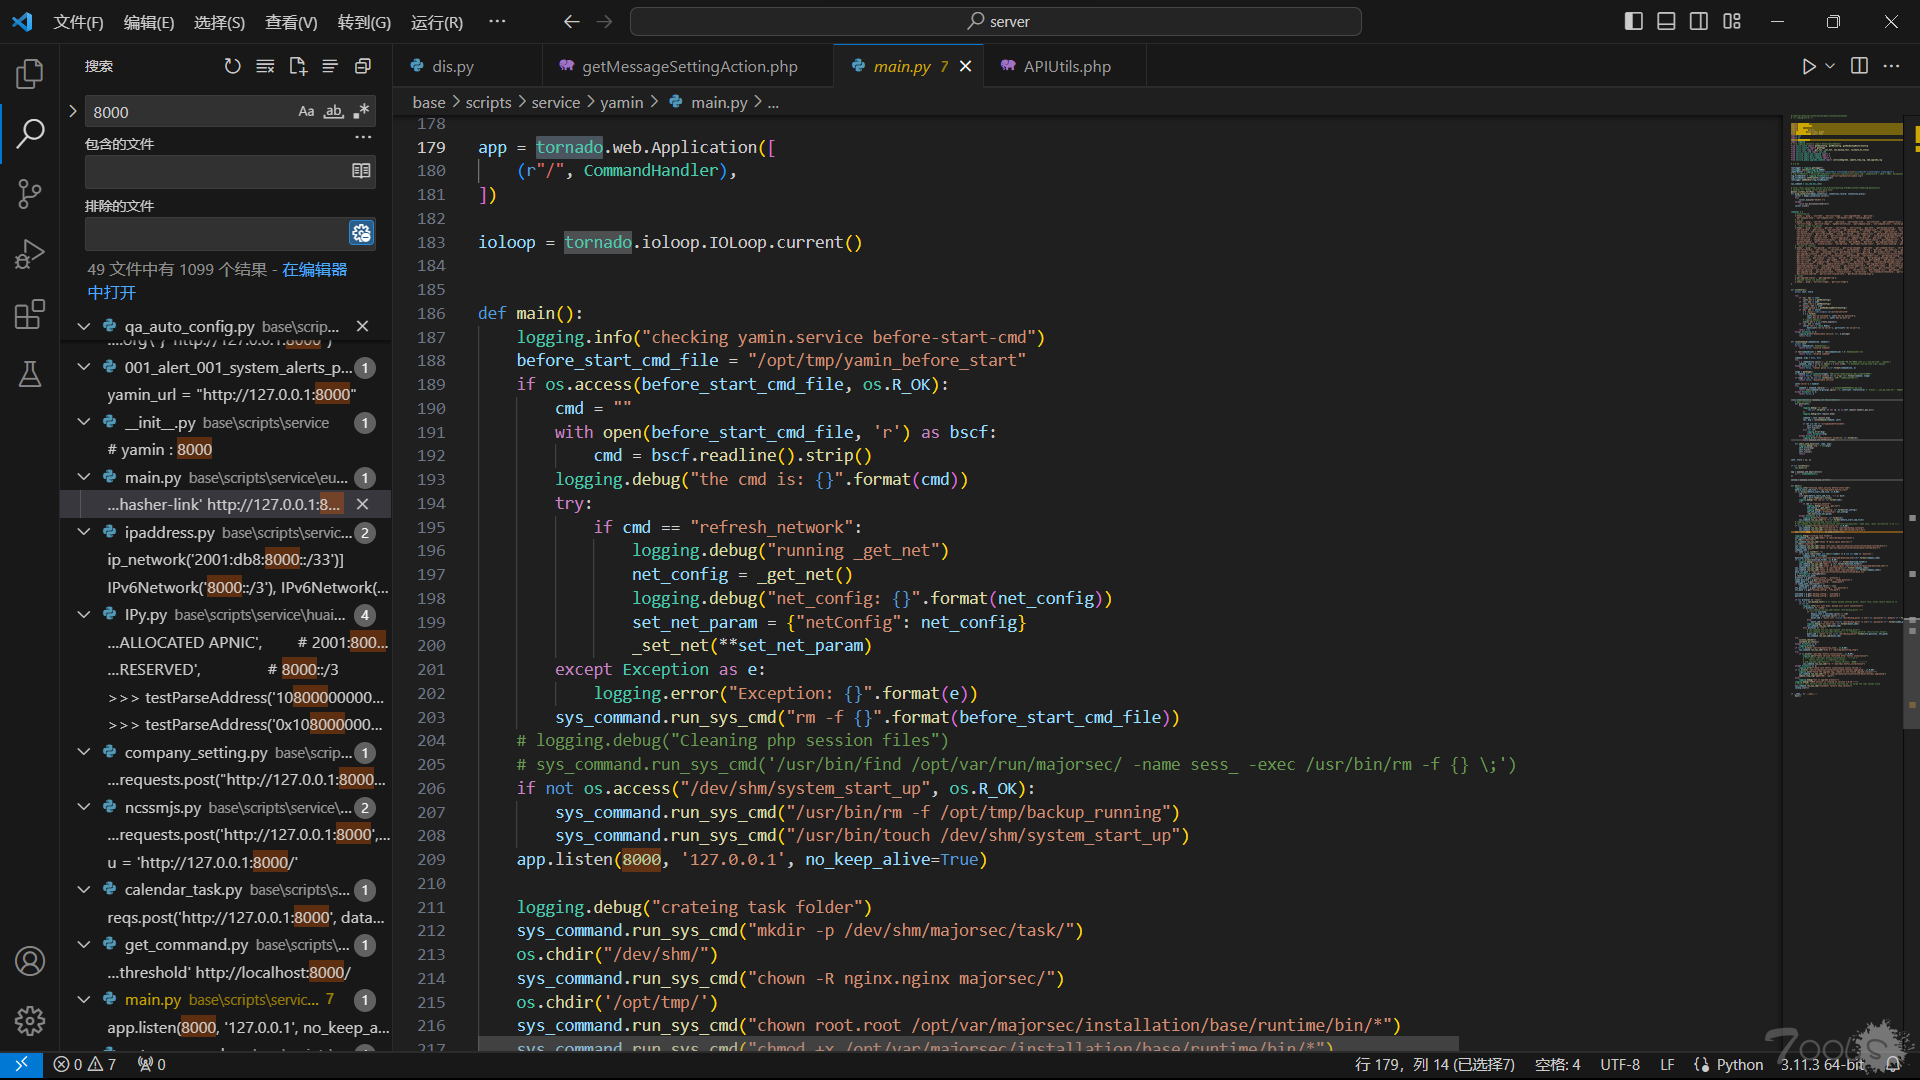 文件(F) 编辑(E) 选择(S) 查看(V) 转到(G) 运行(R) ··· server
搜索
8000
Aa ab
包含的文件
排除的文件
49 文件中有 1099 个结果 - 在编辑器
中打开
qa_auto_config.py base\scrip...
001_alert_001_system_alerts_p... 1
yamin_url = "http://127.0.0.1:8000"
__init__.py base\scripts\service 1
# yamin : 8000
main.py base\scripts\service\eu... 1
...hasher-link' http://127.0.0.1:8...
ipaddress.py base\scripts\servic... 2
ip_network('2001:db8:8000::/33')]
IPv6Network('8000::/3'), IPv6Network(...
IPy.py base\scripts\service\huai... 4
...ALLOCATED APNIC', # 2001:800...
...RESERVED', # 8000::/3
>>> testParseAddress('10800000000...
>>> testParseAddress('0x108000000...
company_setting.py base\scrip... 1
...requests.post("http://127.0.0.1:8000...
ncssmjs.py base\scripts\service\... 2
...requests.post('http://127.0.0.1:8000',...
u = 'http://127.0.0.1:8000/'
calendar_task.py base\scripts\s... 1
reqs.post('http://127.0.0.1:8000', data...
get_command.py base\scripts\... 1
...threshold' http://localhost:8000/
main.py base\scripts\servic... 7 1
app.listen(8000, '127.0.0.1', no_keep_a...
dis.py getMessageSettingAction.php main.py 7 APIUtils.php
base > scripts > service > yamin > main.py > ...
178
179 app = tornado.web.Application([
180 (r"/", CommandHandler),
181 ])
182
183 ioloop = tornado.ioloop.IOLoop.current()
184
185
186 def main():
187 logging.info("checking yamin.service before-start-cmd")
188 before_start_cmd_file = "/opt/tmp/yamin_before_start"
189 if os.access(before_start_cmd_file, os.R_OK):
190 cmd = ""
191 with open(before_start_cmd_file, 'r') as bscf:
192 cmd = bscf.readline().strip()
193 logging.debug("the cmd is: {}".format(cmd))
194 try:
195 if cmd == "refresh_network":
196 logging.debug("running _get_net")
197 net_config = _get_net()
198 logging.debug("net_config: {}".format(net_config))
199 set_net_param = {"netConfig": net_config}
200 _set_net(**set_net_param)
201 except Exception as e:
202 logging.error("Exception: {}".format(e))
203 sys_command.run_sys_cmd("rm -f {}".format(before_start_cmd_file))
204 # logging.debug("Cleaning php session files")
205 # sys_command.run_sys_cmd('/usr/bin/find /opt/var/run/majorsec/ -name sess_ -exec /usr/bin/rm -f {} \;')
206 if not os.access("/dev/shm/system_start_up", os.R_OK):
207 sys_command.run_sys_cmd("/usr/bin/rm -f /opt/tmp/backup_running")
208 sys_command.run_sys_cmd("/usr/bin/touch /dev/shm/system_start_up")
209 app.listen(8000, '127.0.0.1', no_keep_alive=True)
210
211 logging.debug("crateing task folder")
212 sys_command.run_sys_cmd("mkdir -p /dev/shm/majorsec/task/")
213 os.chdir("/dev/shm/")
214 sys_command.run_sys_cmd("chown -R nginx.nginx majorsec/")
215 os.chdir('/opt/tmp/')
216 sys_command.run_sys_cmd("chown root.root /opt/var/majorsec/installation/base/runtime/bin/*")
217 sys_command.run_sys_cmd("chmod +x /opt/var/majorsec/installation/base/runtime/bin/*")
0 7 0 行 179, 列 14 (已选择7) 空格: 4 UTF-8 LF Python 3.11.3 64-bit
7ooLS